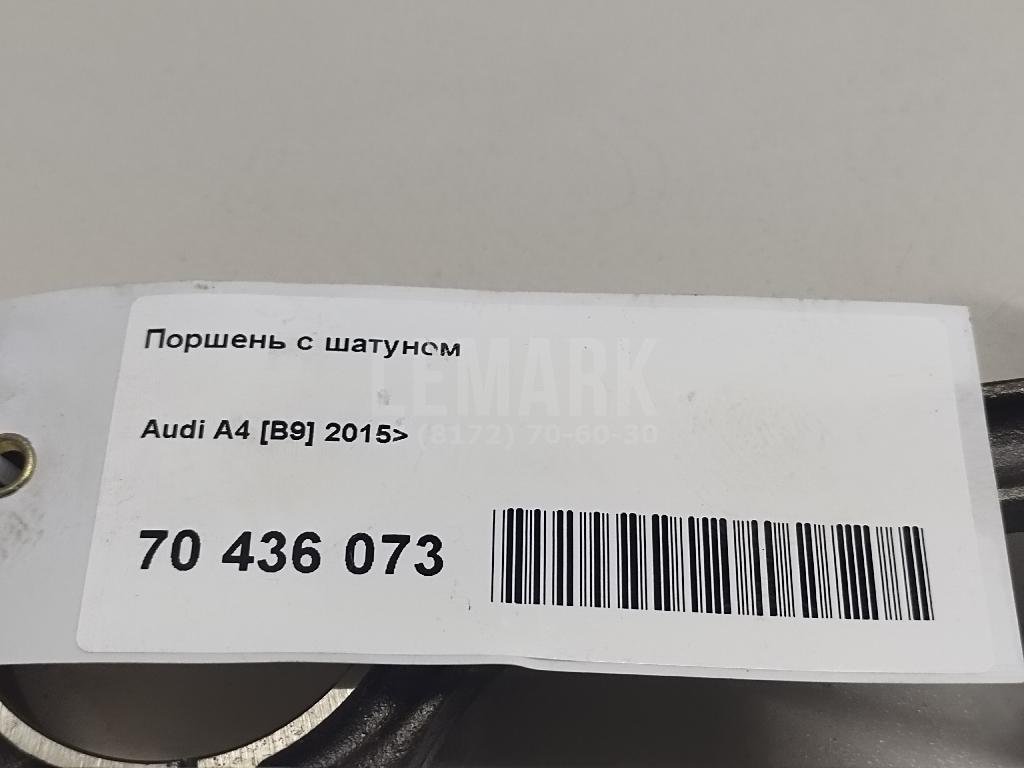 Поршень с шатуном
LEMARK
Audi A4 [B9] 2015>
(8172) 70-60-30
70 436 073